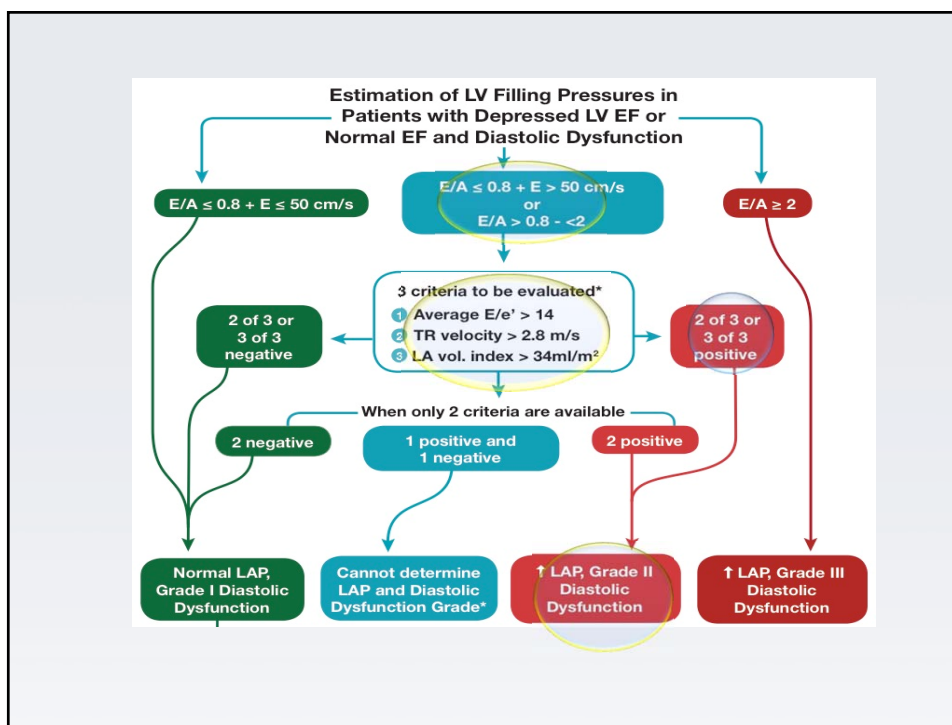 Estimation of LV Filling Pressures in
Patients with Depressed LV EF or
Normal EF and Diastolic Dysfunction
E/A ≤ 0.8 + E ≤ 50 cm/s
E/A ≤ 0.8 + E > 50 cm/s
or
E/A > 0.8 - <2
E/A ≥ 2
3 criteria to be evaluated*
1 Average E/e' > 14
2 TR velocity > 2.8 m/s
3 LA vol. index > 34ml/m²
2 of 3 or
3 of 3
negative
2 of 3 or
3 of 3
positive
When only 2 criteria are available
2 negative
1 positive and
1 negative
2 positive
Normal LAP,
Grade I Diastolic
Dysfunction
Cannot determine
LAP and Diastolic
Dysfunction Grade*
↑ LAP, Grade II
Diastolic
Dysfunction
↑ LAP, Grade III
Diastolic
Dysfunction